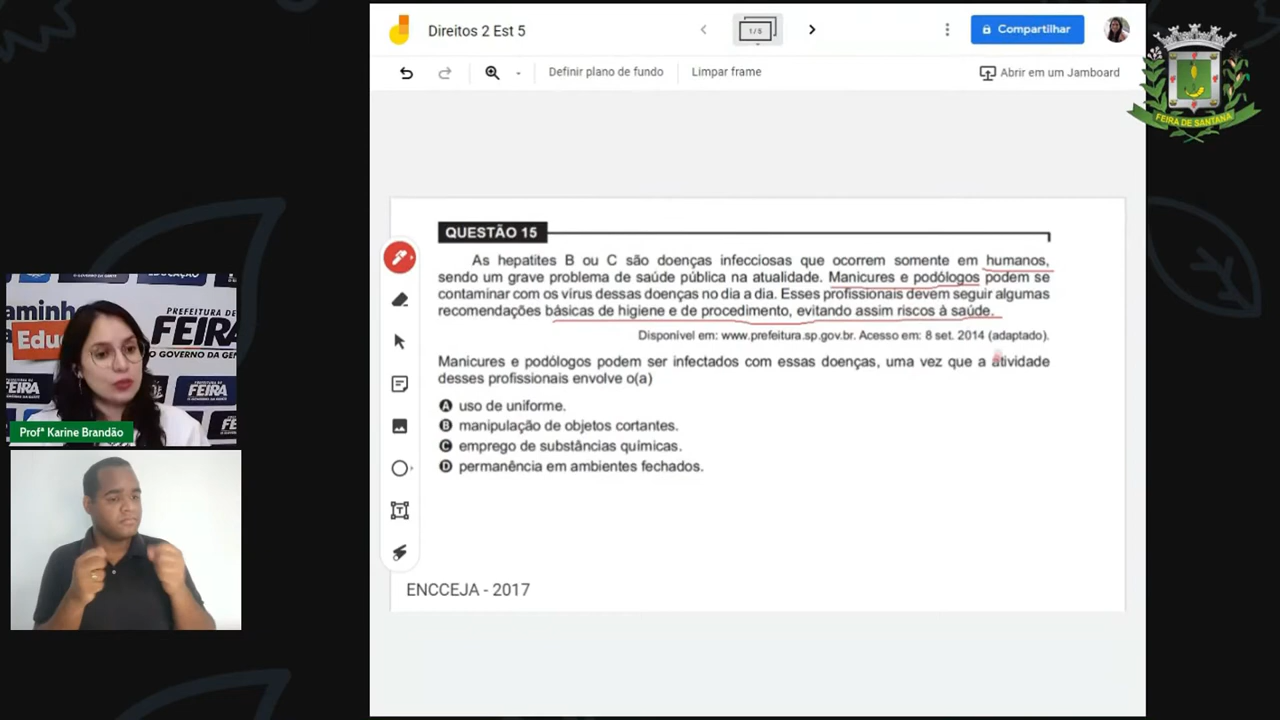 Direitos 2 Est 5
1/5
Compartilhar
Definir plano de fundo
Limpar frame
Abrir em um Jamboard
FEIRA DE SANTANA
QUESTÃO 15
As hepatites B ou C são doenças infecciosas que ocorrem somente em humanos,
sendo um grave problema de saúde pública na atualidade. Manicures e podólogos podem se
contaminar com os vírus dessas doenças no dia a dia. Esses profissionais devem seguir algumas
recomendações básicas de higiene e de procedimento, evitando assim riscos à saúde.
Disponível em: www.prefeitura.sp.gov.br. Acesso em: 8 set. 2014 (adaptado).
Manicures e podólogos podem ser infectados com essas doenças, uma vez que a atividade
desses profissionais envolve o(a)
A uso de uniforme.
B manipulação de objetos cortantes.
C emprego de substâncias químicas.
D permanência em ambientes fechados.
ENCCEJA - 2017
PREFEITURA DE
FEIRA
O GOVERNO DA
FEIRA
Profª Karine Brandão